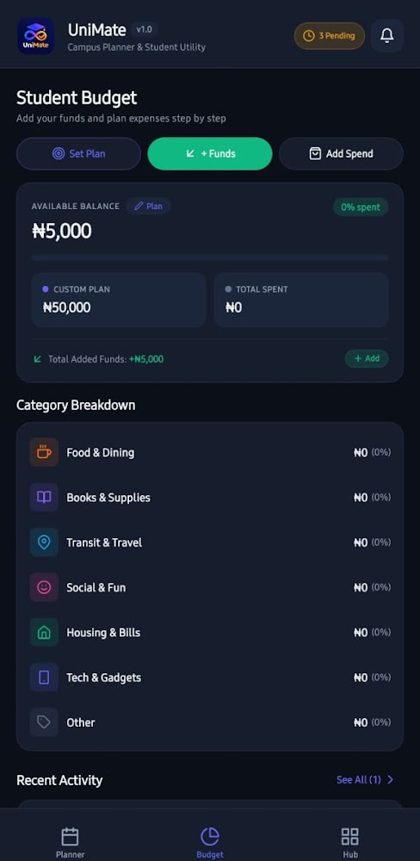 UniMate v1.0
Campus Planner & Student Utility
UniMate
3 Pending
Student Budget
Add your funds and plan expenses step by step
Set Plan
+ Funds
Add Spend
AVAILABLE BALANCE
Plan
0% spent
₦5,000
CUSTOM PLAN
₦50,000
TOTAL SPENT
₦0
Total Added Funds: +₦5,000
+ Add
Category Breakdown
Food & Dining ₦0 (0%)
Books & Supplies ₦0 (0%)
Transit & Travel ₦0 (0%)
Social & Fun ₦0 (0%)
Housing & Bills ₦0 (0%)
Tech & Gadgets ₦0 (0%)
Other ₦0 (0%)
Recent Activity
See All (1)
Planner
Budget
Hub